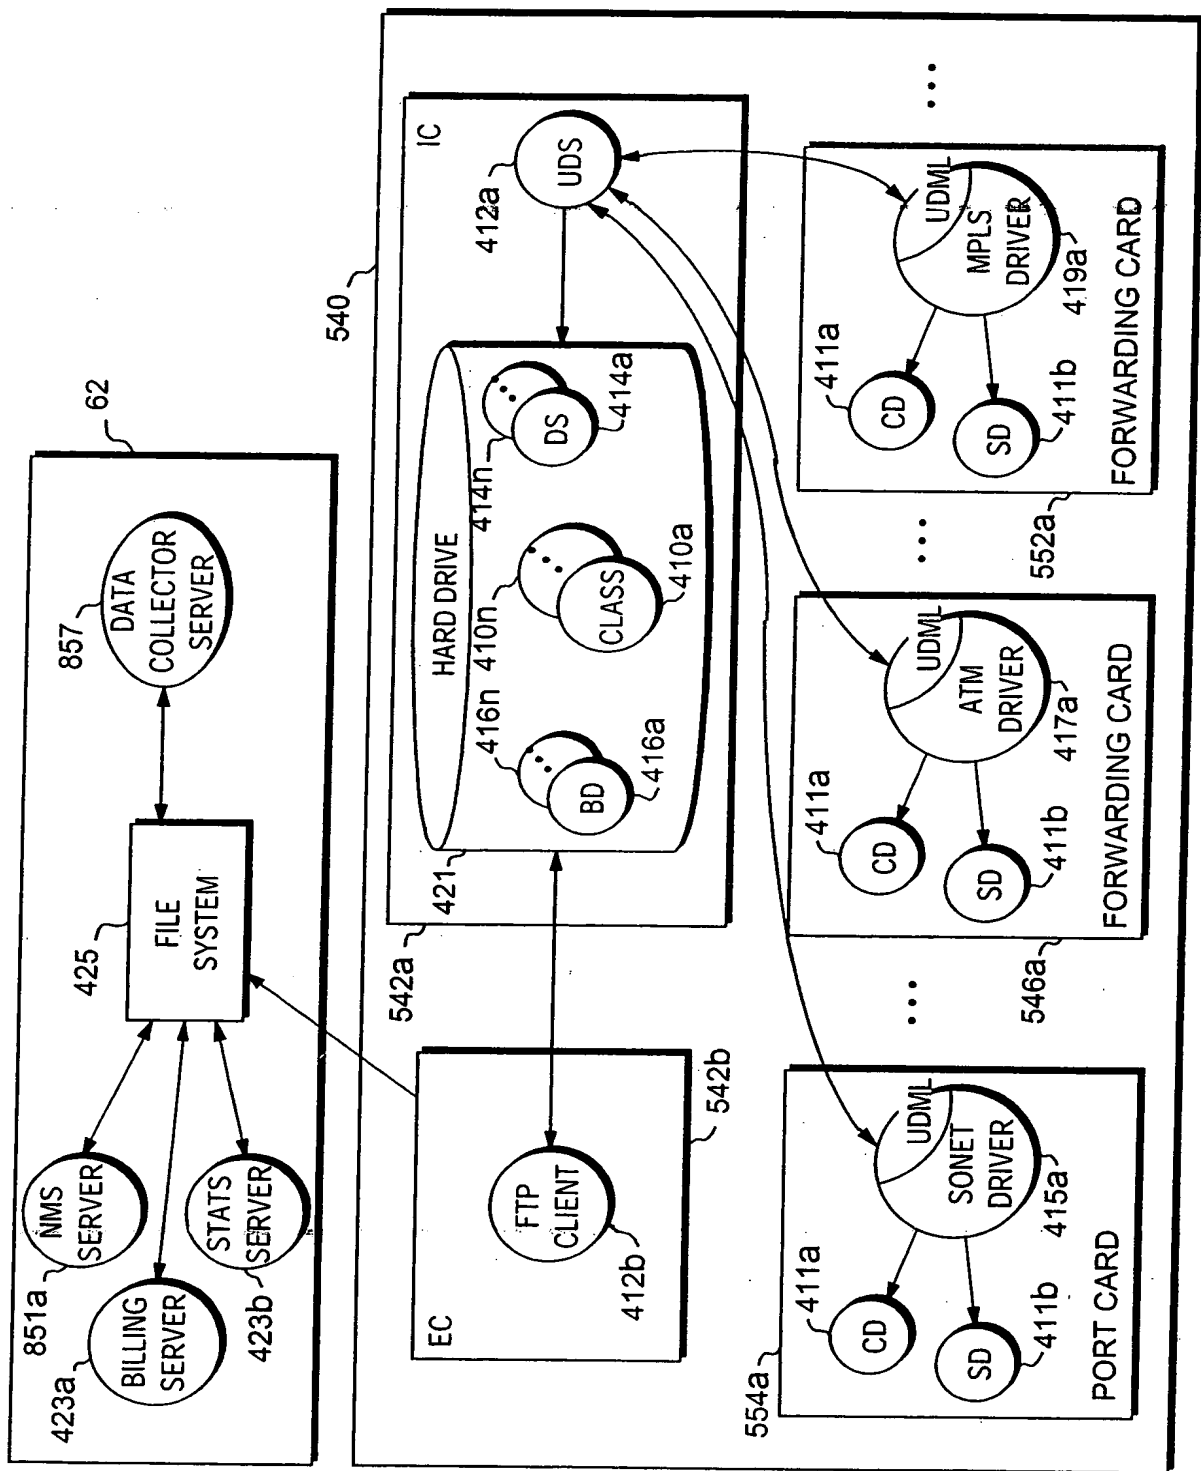 62
857
DATA
COLLECTOR
SERVER
425
FILE
SYSTEM
851a
NMS
SERVER
423a
BILLING
SERVER
STATS
SERVER
423b
540
542a
IC
412a
UDS
421
HARD DRIVE
416n
BD
416a
410n
CLASS
410a
414n
DS
414a
EC
FTP
CLIENT
412b
542b
554a
PORT CARD
411a
CD
SD
411b
UDML
SONET
DRIVER
415a
546a
FORWARDING CARD
411a
CD
SD
411b
UDML
ATM
DRIVER
417a
552a
FORWARDING CARD
411a
CD
SD
411b
UDML
MPLS
DRIVER
419a